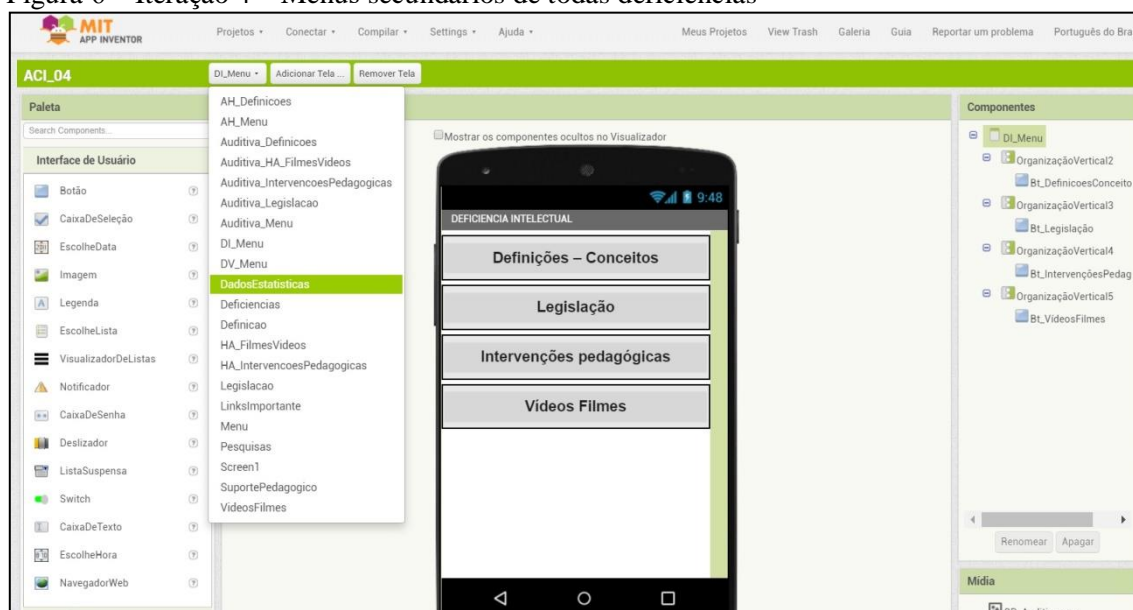 Figura 6 – Iteração 4 – Menus secundários de todas deficiências
MIT
APP INVENTOR
Projetos
Conectar
Compilar
Settings
Ajuda
Meus Projetos
View Trash
Galeria
Guia
Reportar um problema
Português do Bra
ACI_04
DI_Menu
Adicionar Tela ...
Remover Tela
Paleta
Search Components...
Interface de Usuário
Botão
CaixaDeSeleção
EscolheData
Imagem
Legenda
EscolheLista
VisualizadorDeListas
Notificador
CaixaDeSenha
Deslizador
ListaSuspensa
Switch
CaixaDeTexto
EscolheHora
NavegadorWeb
AH_Definicoes
AH_Menu
Auditiva_Definicoes
Auditiva_HA_FilmesVideos
Auditiva_IntervencoesPedagogicas
Auditiva_Legislacao
Auditiva_Menu
DI_Menu
DV_Menu
DadosEstatisticas
Deficiencias
Definicao
HA_FilmesVideos
HA_IntervencoesPedagogicas
Legislacao
LinksImportante
Menu
Pesquisas
Screen1
SuportePedagogico
VideosFilmes
Mostrar os componentes ocultos no Visualizador
9:48
DEFICIENCIA INTELECTUAL
Definições – Conceitos
Legislação
Intervenções pedagógicas
Vídeos Filmes
Componentes
DI_Menu
OrganizaçãoVertical2
Bt_DefinicoesConceito
OrganizaçãoVertical3
Bt_Legislação
OrganizaçãoVertical4
Bt_IntervençõesPedag
OrganizaçãoVertical5
Bt_VídeosFilmes
Renomear
Apagar
Mídia